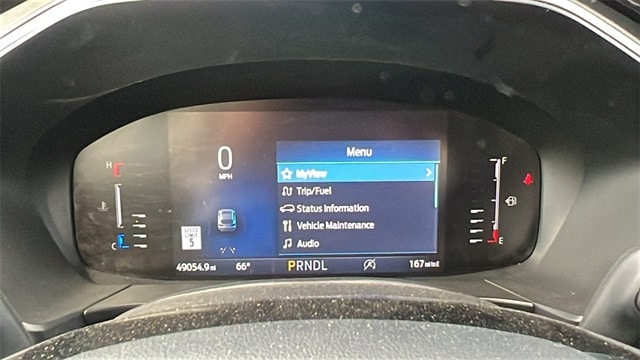 H
0
MPH
SPEED
LIMIT
5
C
Menu
MyView
Trip/Fuel
Status Information
Vehicle Maintenance
Audio
F
E
49054.9 mi 66° PRNDL 167 mi to E